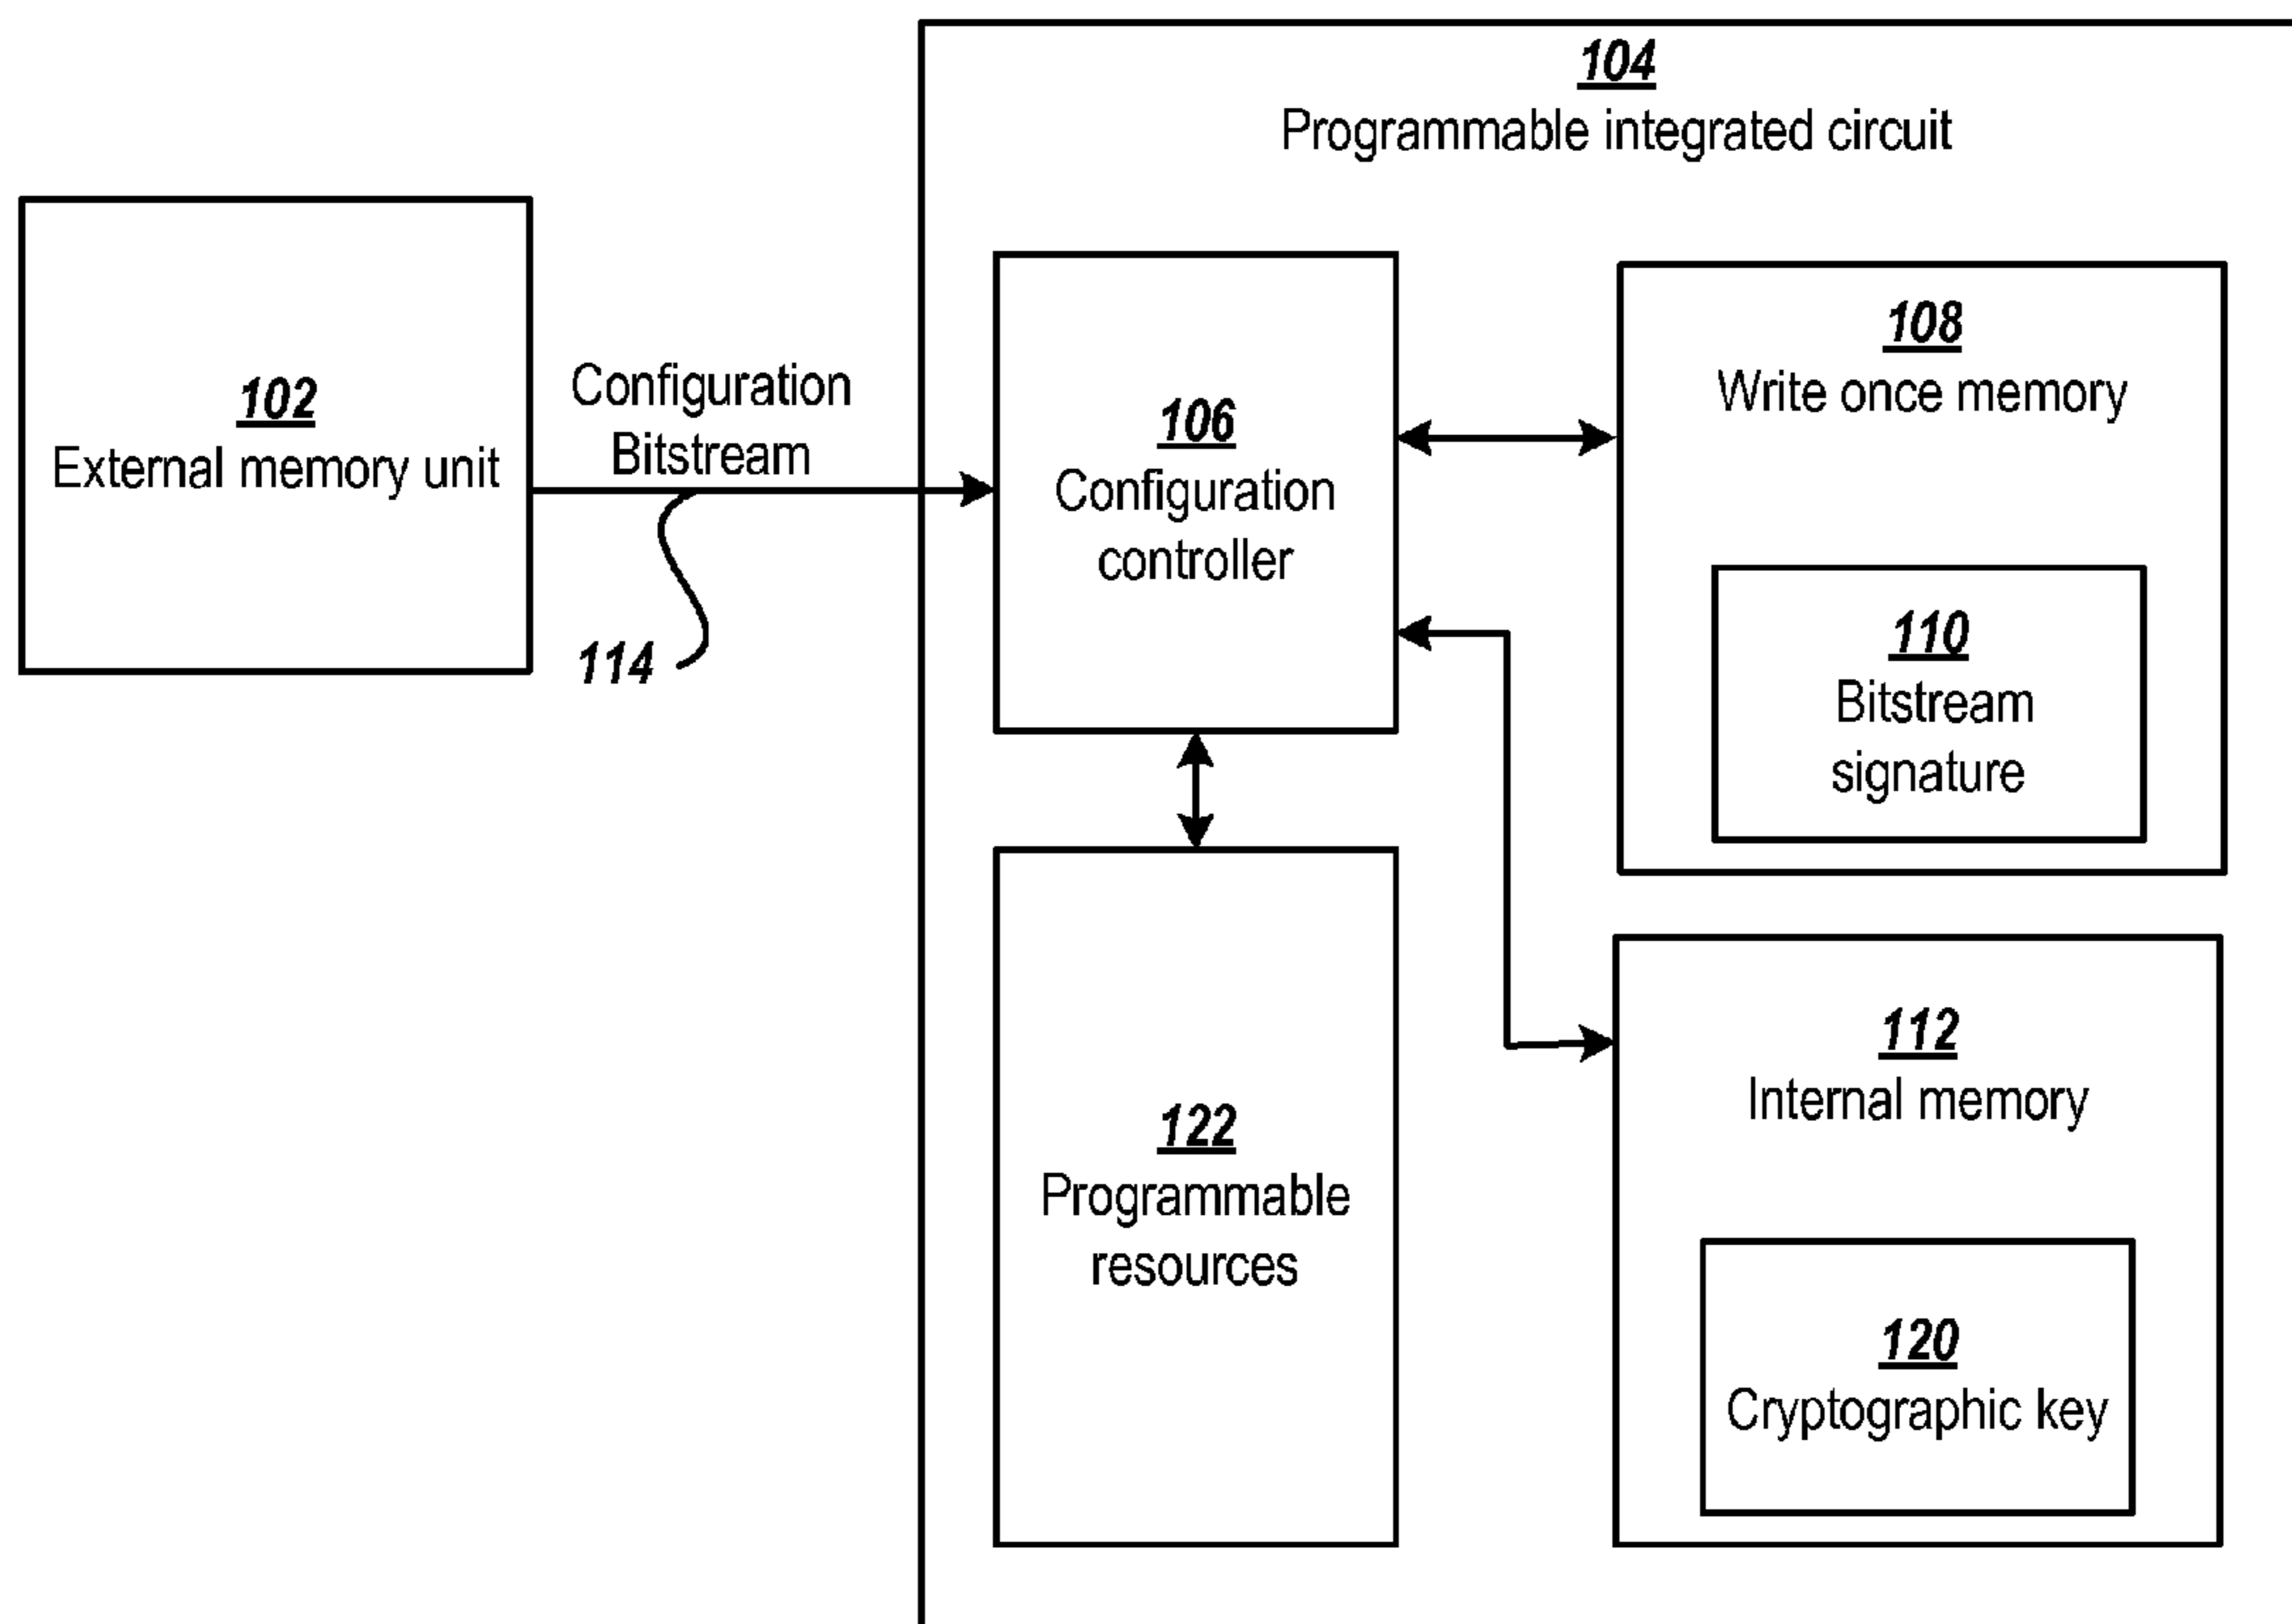 104
Programmable integrated circuit
102
External memory unit
Configuration
Bitstream
114
106
Configuration
controller
108
Write once memory
110
Bitstream
signature
122
Programmable
resources
112
Internal memory
120
Cryptographic key